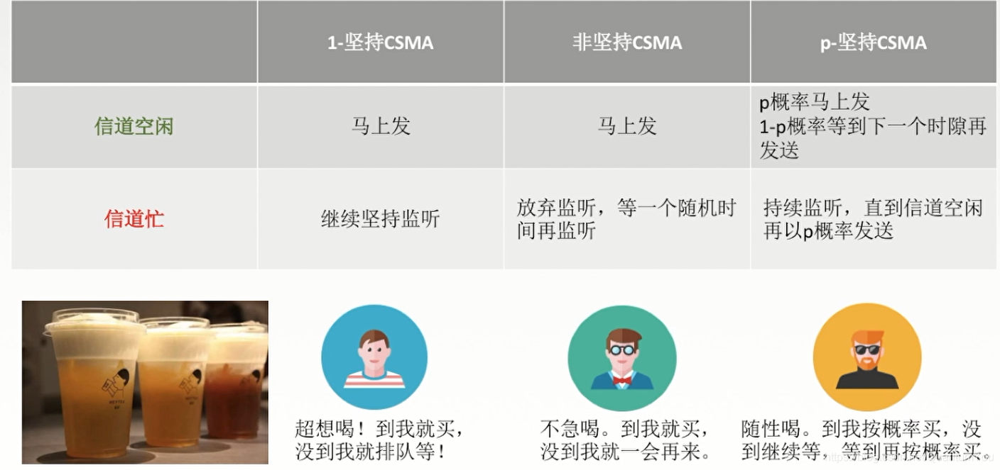 1-坚持CSMA
非坚持CSMA
p-坚持CSMA
信道空闲
马上发
马上发
p概率马上发
1-p概率等到下一个时隙再
发送
信道忙
继续坚持监听
放弃监听，等一个随机时
间再监听
持续监听，直到信道空闲
再以p概率发送
超想喝！到我就买，
没到我就排队等！
不急喝。到我就买，
没到我就一会再来。
随性喝。到我按概率买，没
到继续等，等到再按概率买。